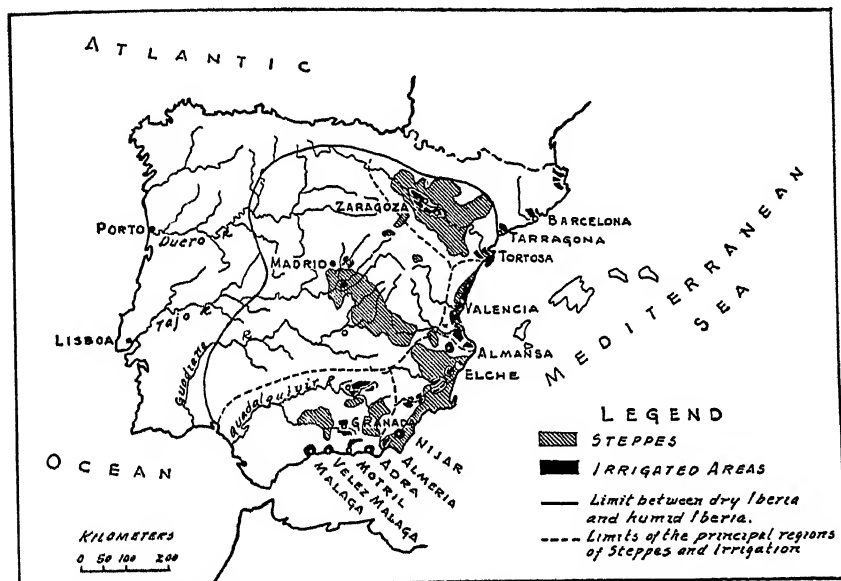 ATLANTIC
ZARAGOZA
BARCELONA
TARRAGONA
TORTOSA
PORTO
Duero R.
MADRID
R.
MEDITERRANEAN
SEA
VALENCIA
Tajo R.
LISBOA
ALMANSA
ELCHE
Guadiana R.
Guadalquivir R.
GRANADA
NIJAR
ALMERIA
ADRA
MOTRIL
VELEZ MALAGA
MALAGA
OCEAN
LEGEND
STEPPES
IRRIGATED AREAS
Limit between dry Iberia
and humid Iberia.
Limits of the principal regions
of Steppes and Irrigation
KILOMETERS
0 50 100 200